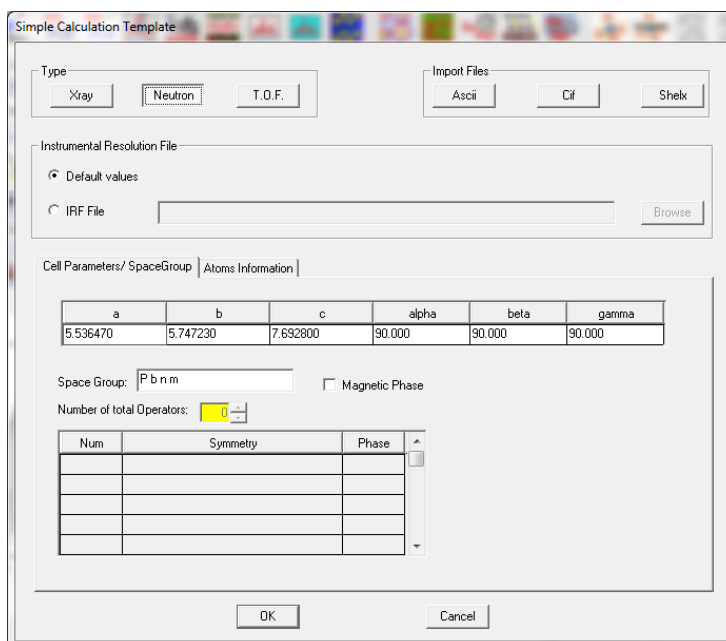 Simple Calculation Template
Type
Xray Neutron T.O.F.
Import Files
Ascii Cif Shelx
Instrumental Resolution File
Default values
IRF File Browse
Cell Parameters/ SpaceGroup Atoms Information
a b c alpha beta gamma
5.536470 5.747230 7.692800 90.000 90.000 90.000
Space Group: P b n m Magnetic Phase
Number of total Operators: 0
Num Symmetry Phase
OK Cancel